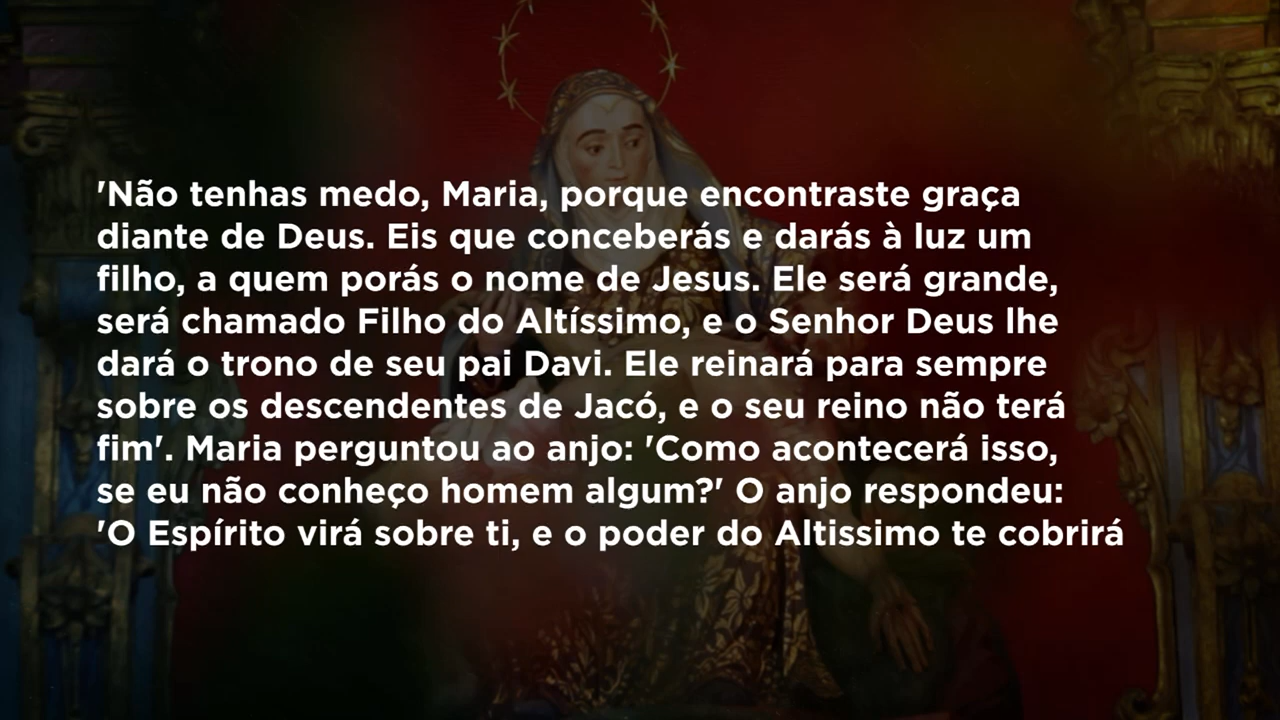 'Não tenhas medo, Maria, porque encontraste graça
diante de Deus. Eis que conceberás e darás à luz um
filho, a quem porás o nome de Jesus. Ele será grande,
será chamado Filho do Altíssimo, e o Senhor Deus lhe
dará o trono de seu pai Davi. Ele reinará para sempre
sobre os descendentes de Jacó, e o seu reino não terá
fim'. Maria perguntou ao anjo: 'Como acontecerá isso,
se eu não conheço homem algum?' O anjo respondeu:
'O Espírito virá sobre ti, e o poder do Altissimo te cobrirá